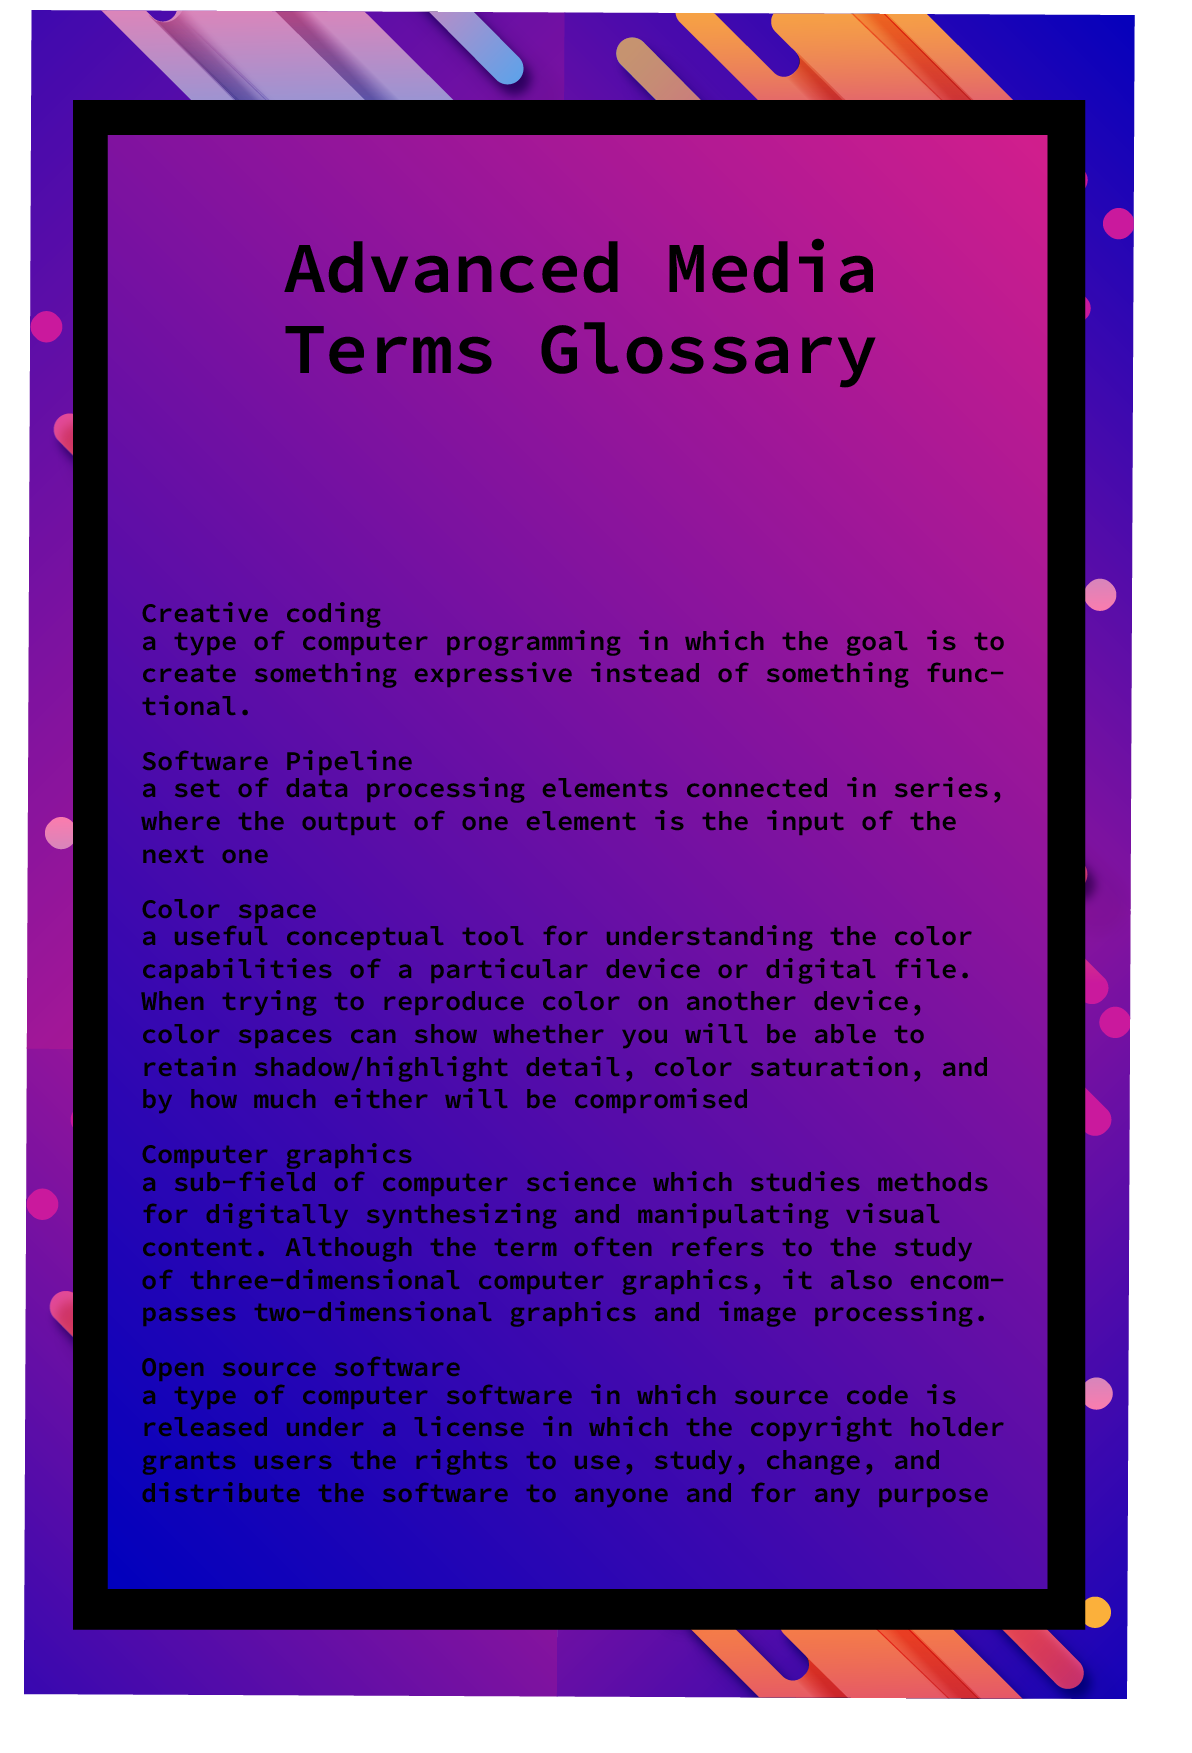 Advanced Media
Terms Glossary
Creative coding
a type of computer programming in which the goal is to
create something expressive instead of something func-
tional.
Software Pipeline
a set of data processing elements connected in series,
where the output of one element is the input of the
next one
Color space
a useful conceptual tool for understanding the color
capabilities of a particular device or digital file.
When trying to reproduce color on another device,
color spaces can show whether you will be able to
retain shadow/highlight detail, color saturation, and
by how much either will be compromised
Computer graphics
a sub-field of computer science which studies methods
for digitally synthesizing and manipulating visual
content. Although the term often refers to the study
of three-dimensional computer graphics, it also encom-
passes two-dimensional graphics and image processing.
Open source software
a type of computer software in which source code is
released under a license in which the copyright holder
grants users the rights to use, study, change, and
distribute the software to anyone and for any purpose